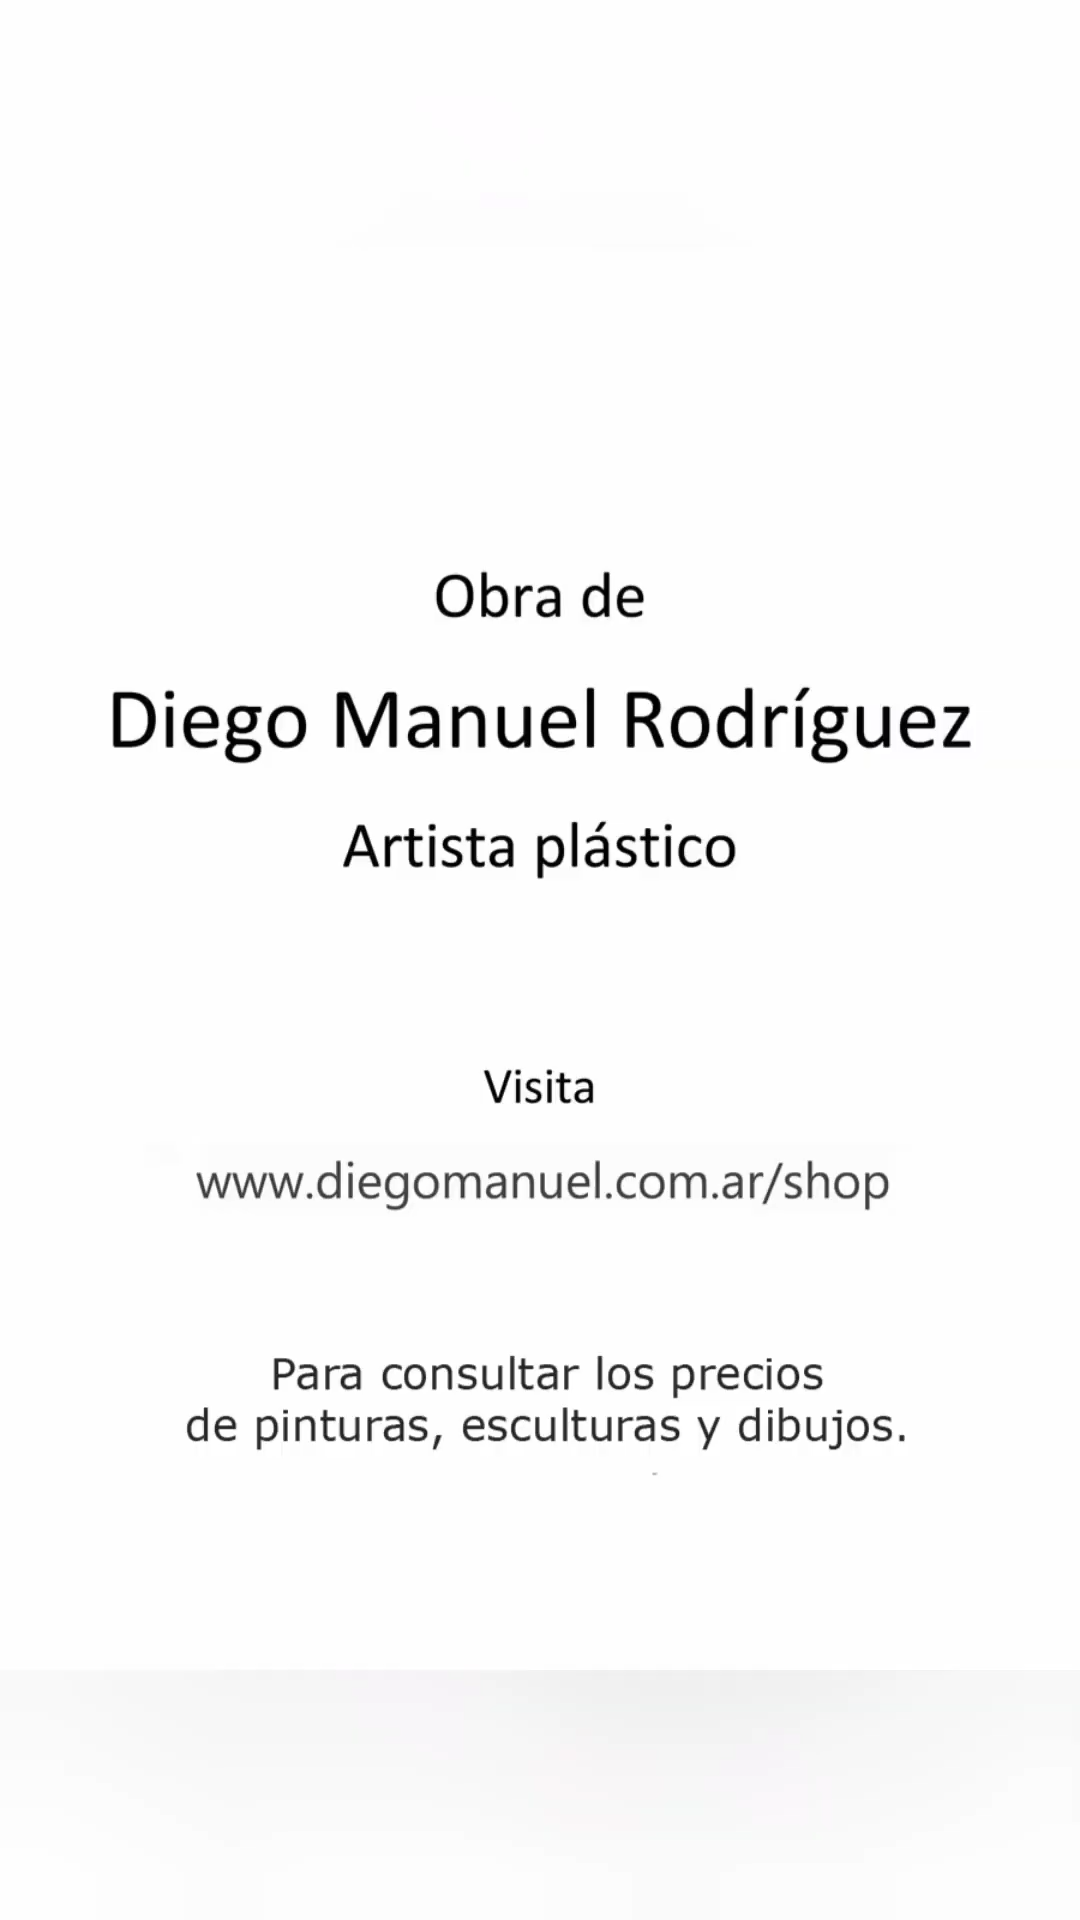 Obra de
Diego Manuel Rodríguez
Artista plástico
Visita
www.diegomanuel.com.ar/shop
Para consultar los precios
de pinturas, esculturas y dibujos.